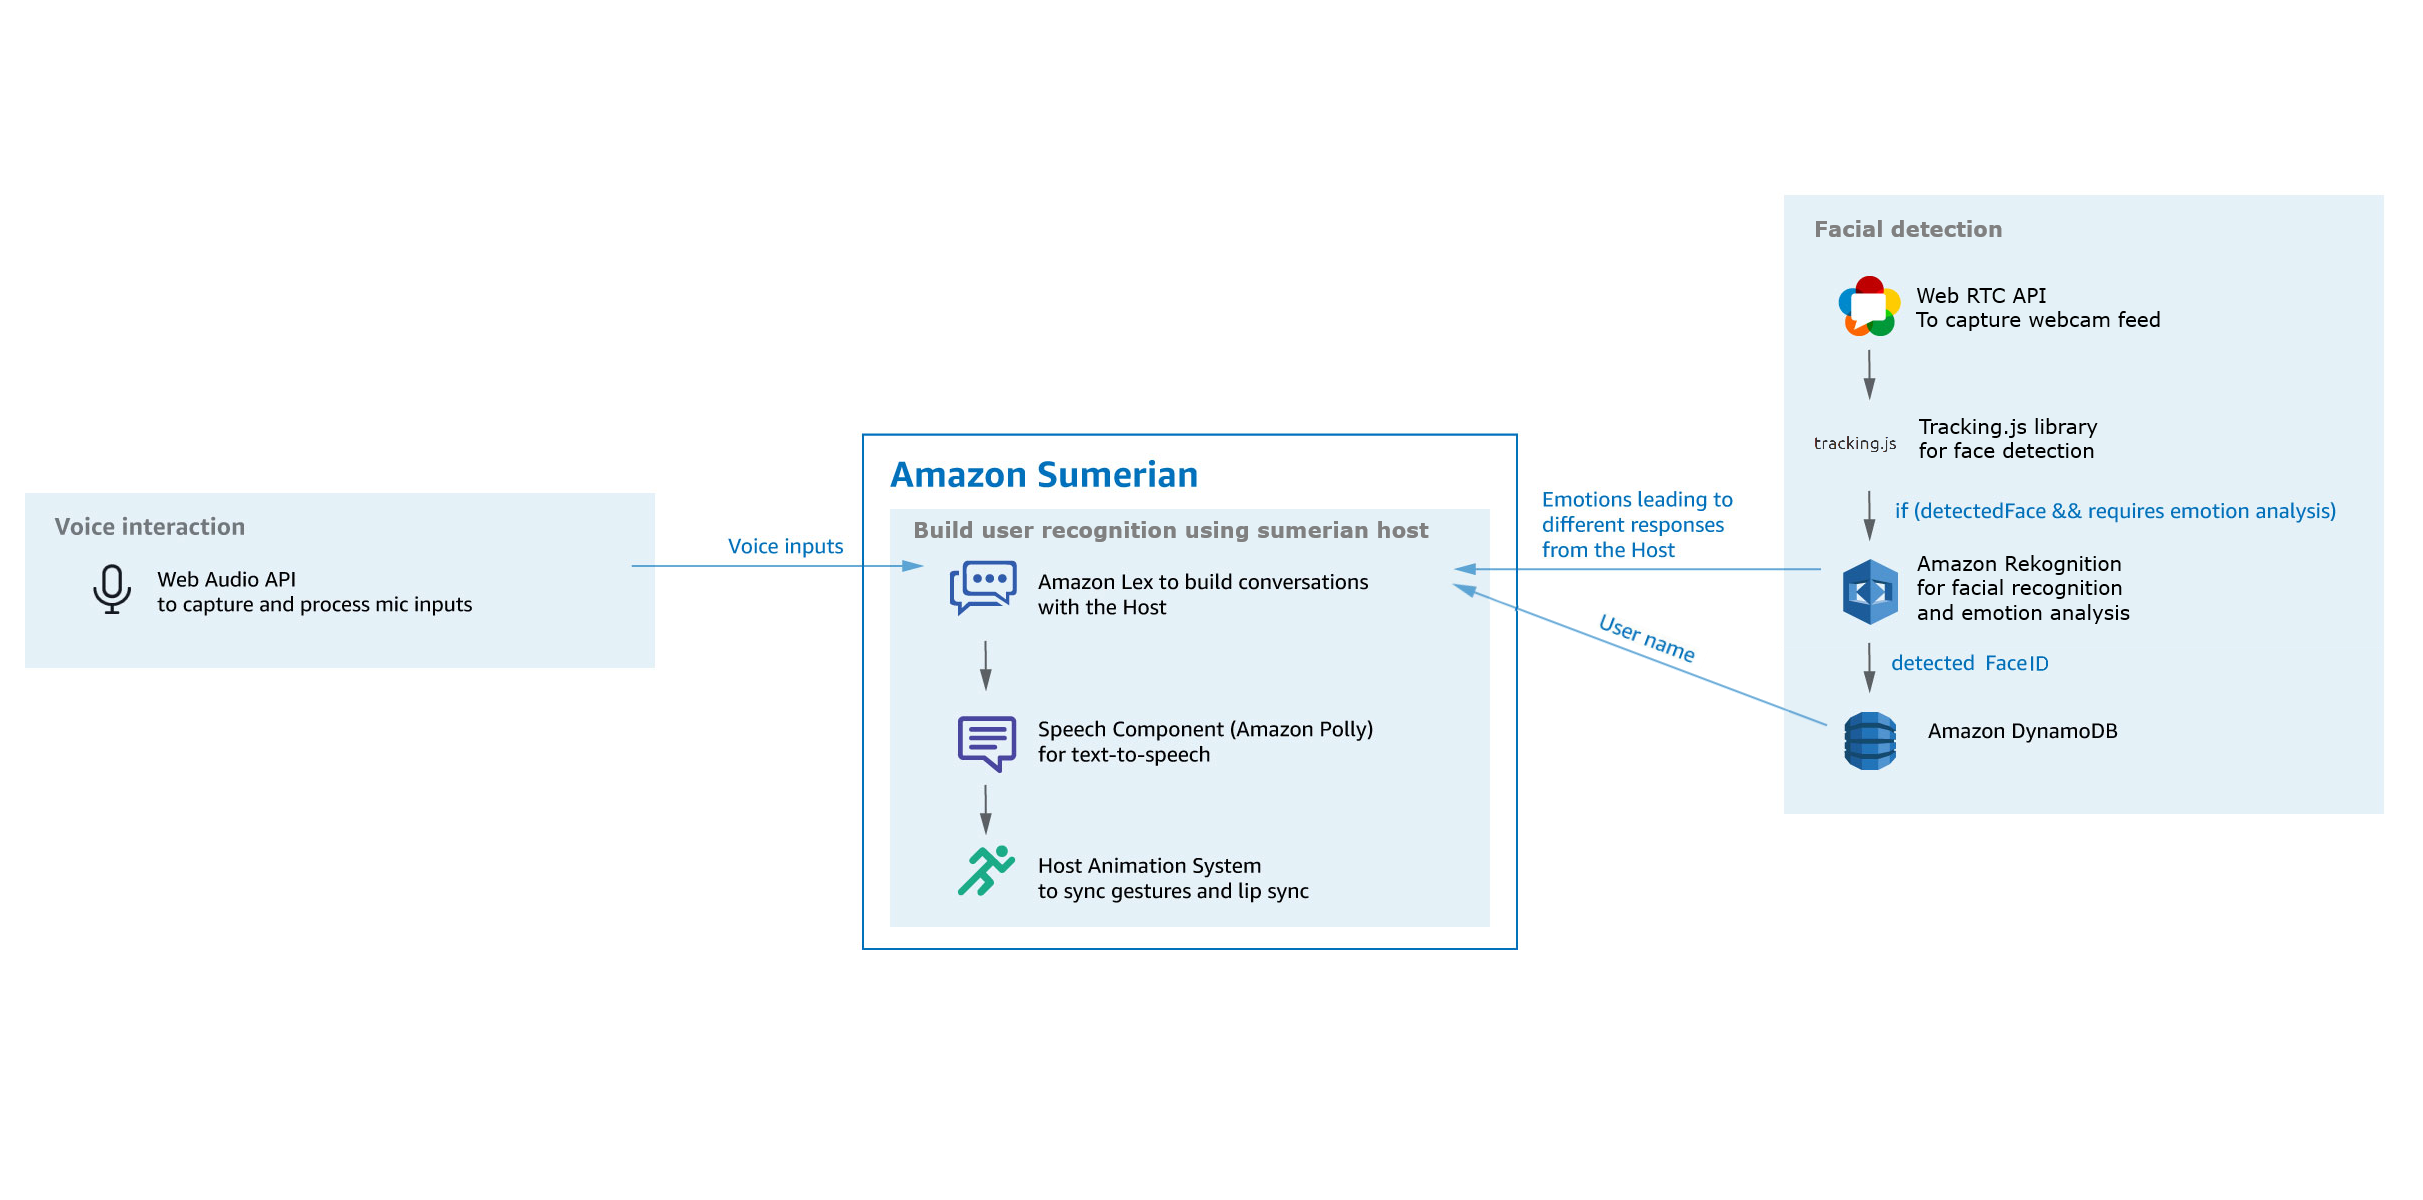 Voice interaction
Web Audio API
to capture and process mic inputs
Voice inputs
Amazon Sumerian
Build user recognition using sumerian host
Amazon Lex to build conversations
with the Host
Speech Component (Amazon Polly)
for text-to-speech
Host Animation System
to sync gestures and lip sync
Emotions leading to
different responses
from the Host
User name
Facial detection
Web RTC API
To capture webcam feed
tracking.js
Tracking.js library
for face detection
if (detectedFace && requires emotion analysis)
Amazon Rekognition
for facial recognition
and emotion analysis
detected FaceID
Amazon DynamoDB